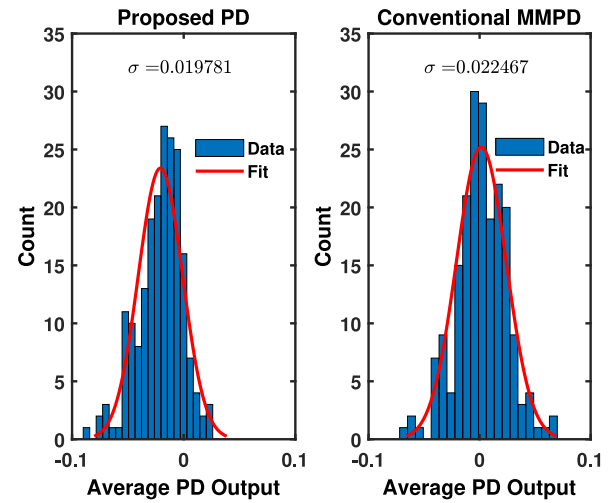 Proposed PD
Conventional MMPD
σ =0.019781
σ =0.022467
Data
Fit
Data
Fit
Count
Count
35
30
25
20
15
10
5
0
35
30
25
20
15
10
5
0
-0.1
0
0.1
-0.1
0
0.1
Average PD Output
Average PD Output